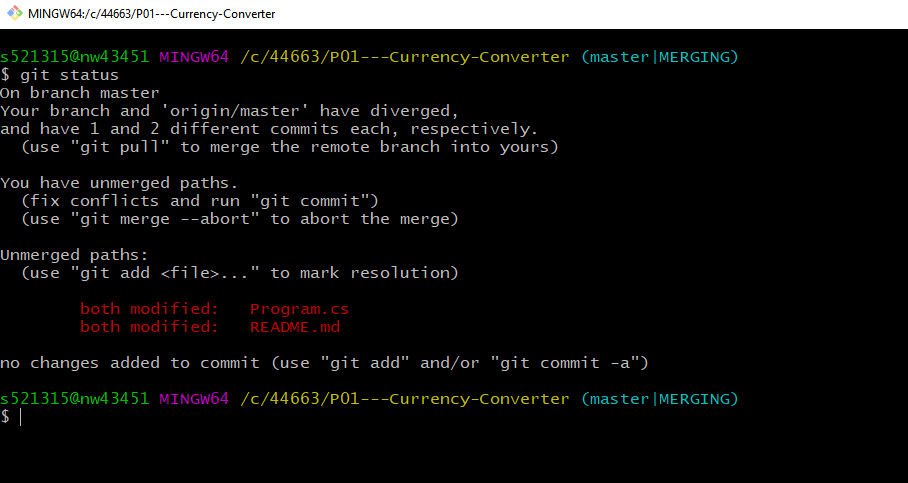 MINGW64:/c/44663/P01---Currency-Converter
s521315@nw43451 MINGW64 /c/44663/P01---Currency-Converter (master|MERGING)
$ git status
On branch master
Your branch and 'origin/master' have diverged,
and have 1 and 2 different commits each, respectively.
  (use "git pull" to merge the remote branch into yours)

You have unmerged paths.
  (fix conflicts and run "git commit")
  (use "git merge --abort" to abort the merge)

Unmerged paths:
  (use "git add <file>..." to mark resolution)

        both modified:   Program.cs
        both modified:   README.md

no changes added to commit (use "git add" and/or "git commit -a")

s521315@nw43451 MINGW64 /c/44663/P01---Currency-Converter (master|MERGING)
$